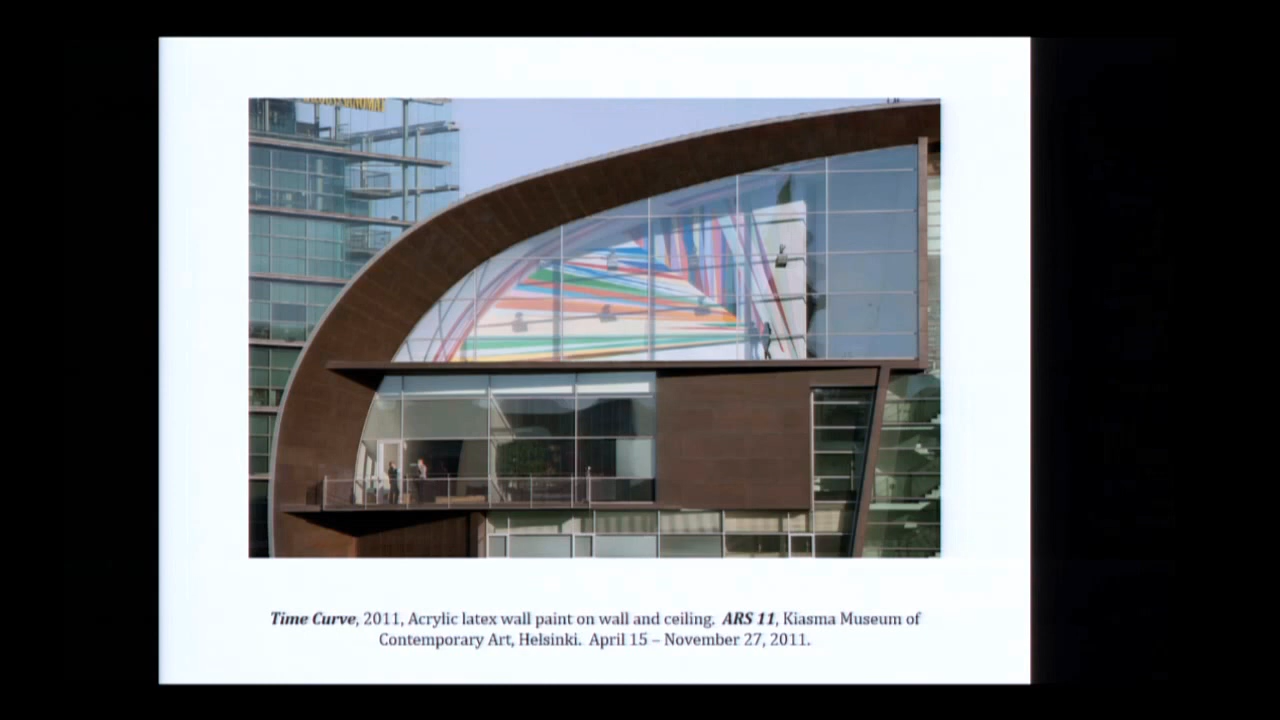 Time Curve, 2011, Acrylic latex wall paint on wall and ceiling. ARS 11, Kiasma Museum of
Contemporary Art, Helsinki. April 15 – November 27, 2011.